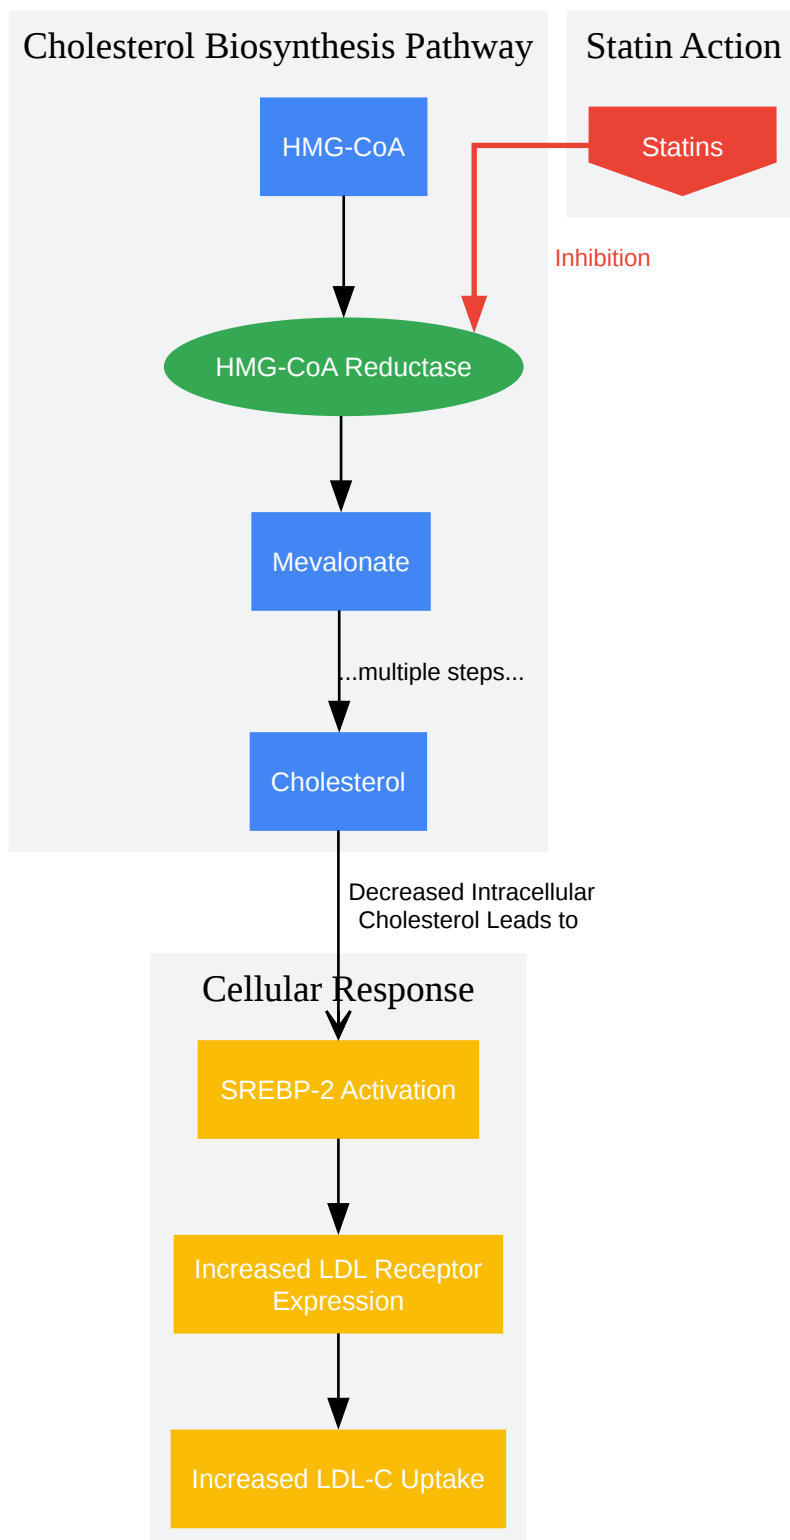 Cholesterol Biosynthesis Pathway
Statin Action
HMG-CoA
Statins
Inhibition
HMG-CoA Reductase
Mevalonate
...multiple steps...
Cholesterol
Decreased Intracellular
Cholesterol Leads to
Cellular Response
SREBP-2 Activation
Increased LDL Receptor
Expression
Increased LDL-C Uptake